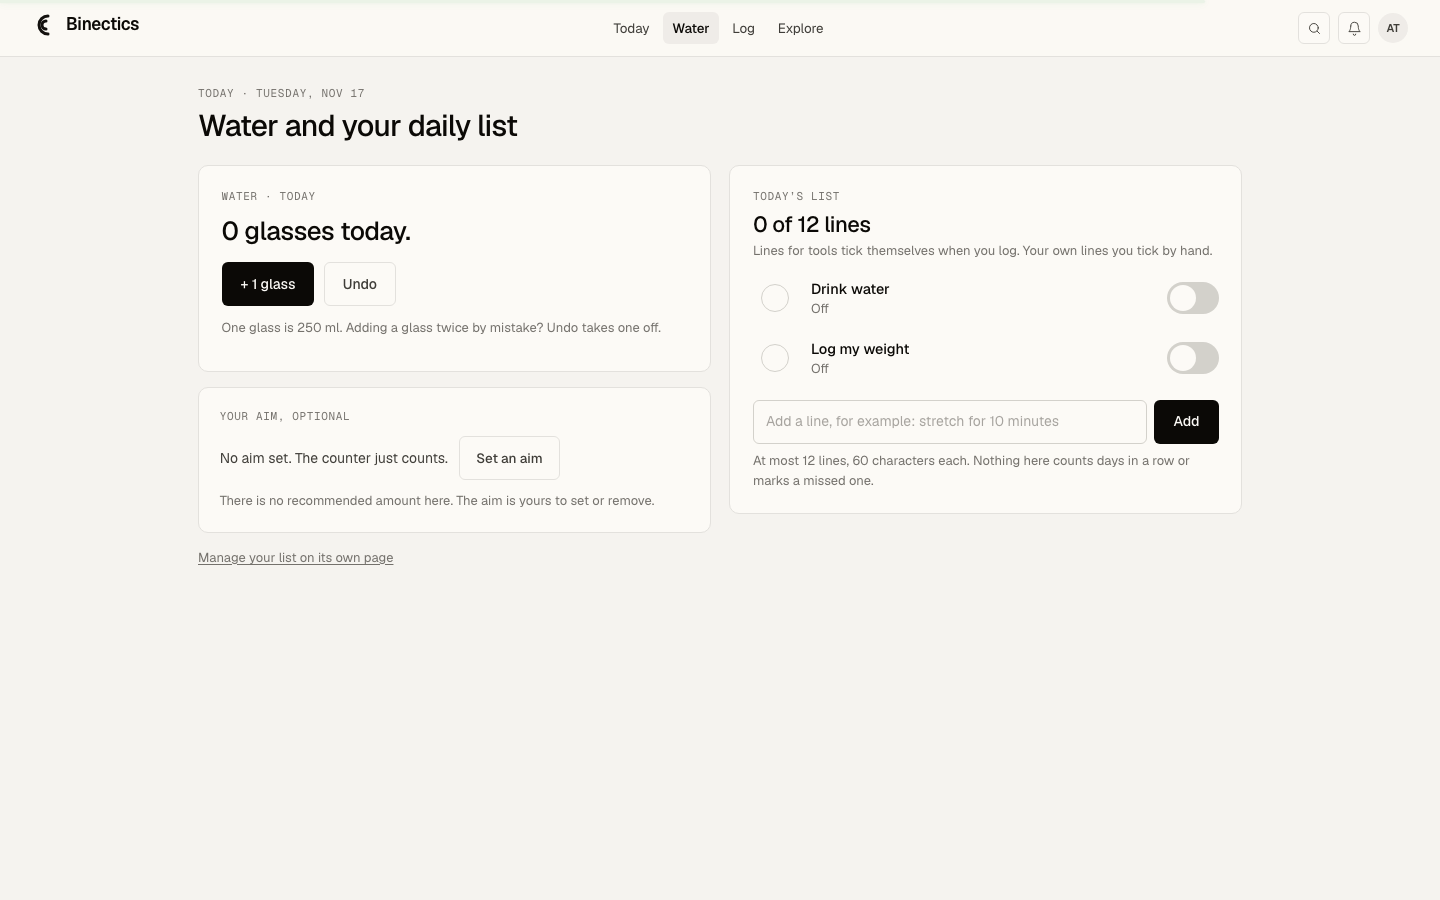 Binectics
Today
Water
Log
Explore
AT
TODAY · TUESDAY, NOV 17
Water and your daily list
WATER · TODAY
0 glasses today.
+ 1 glass
Undo
One glass is 250 ml. Adding a glass twice by mistake? Undo takes one off.
YOUR AIM, OPTIONAL
No aim set. The counter just counts.
Set an aim
There is no recommended amount here. The aim is yours to set or remove.
Manage your list on its own page
TODAY'S LIST
0 of 12 lines
Lines for tools tick themselves when you log. Your own lines you tick by hand.
Drink water
Off
Log my weight
Off
Add a line, for example: stretch for 10 minutes
Add
At most 12 lines, 60 characters each. Nothing here counts days in a row or
marks a missed one.